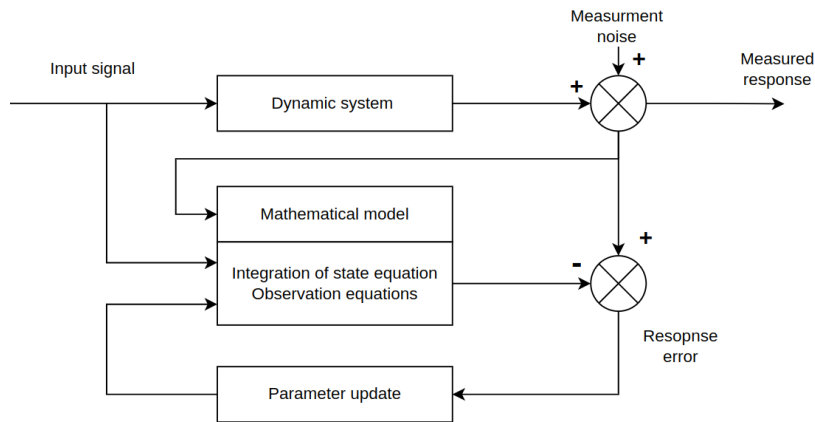 Measurment
noise
Input signal
+
Measured
response
Dynamic system
+
Mathematical model
+
-
Integration of state equation
Observation equations
Resopnse
error
Parameter update